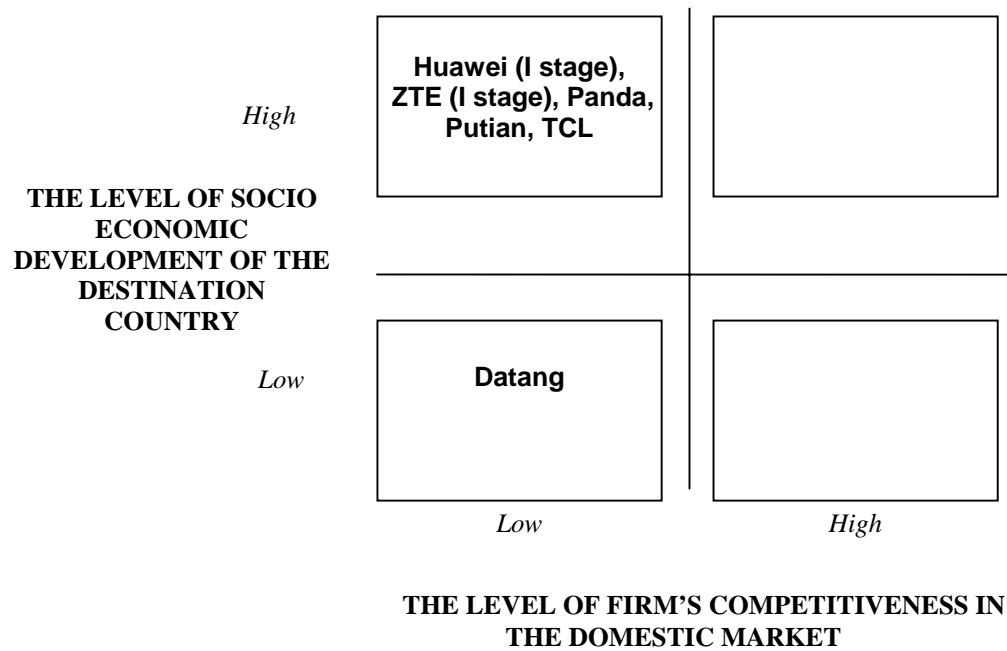 Huawei (I stage),
ZTE (I stage), Panda,
Putian, TCL
High
THE LEVEL OF SOCIO
ECONOMIC
DEVELOPMENT OF THE
DESTINATION
COUNTRY
Low
Datang
Low
High
THE LEVEL OF FIRM'S COMPETITIVENESS IN
THE DOMESTIC MARKET